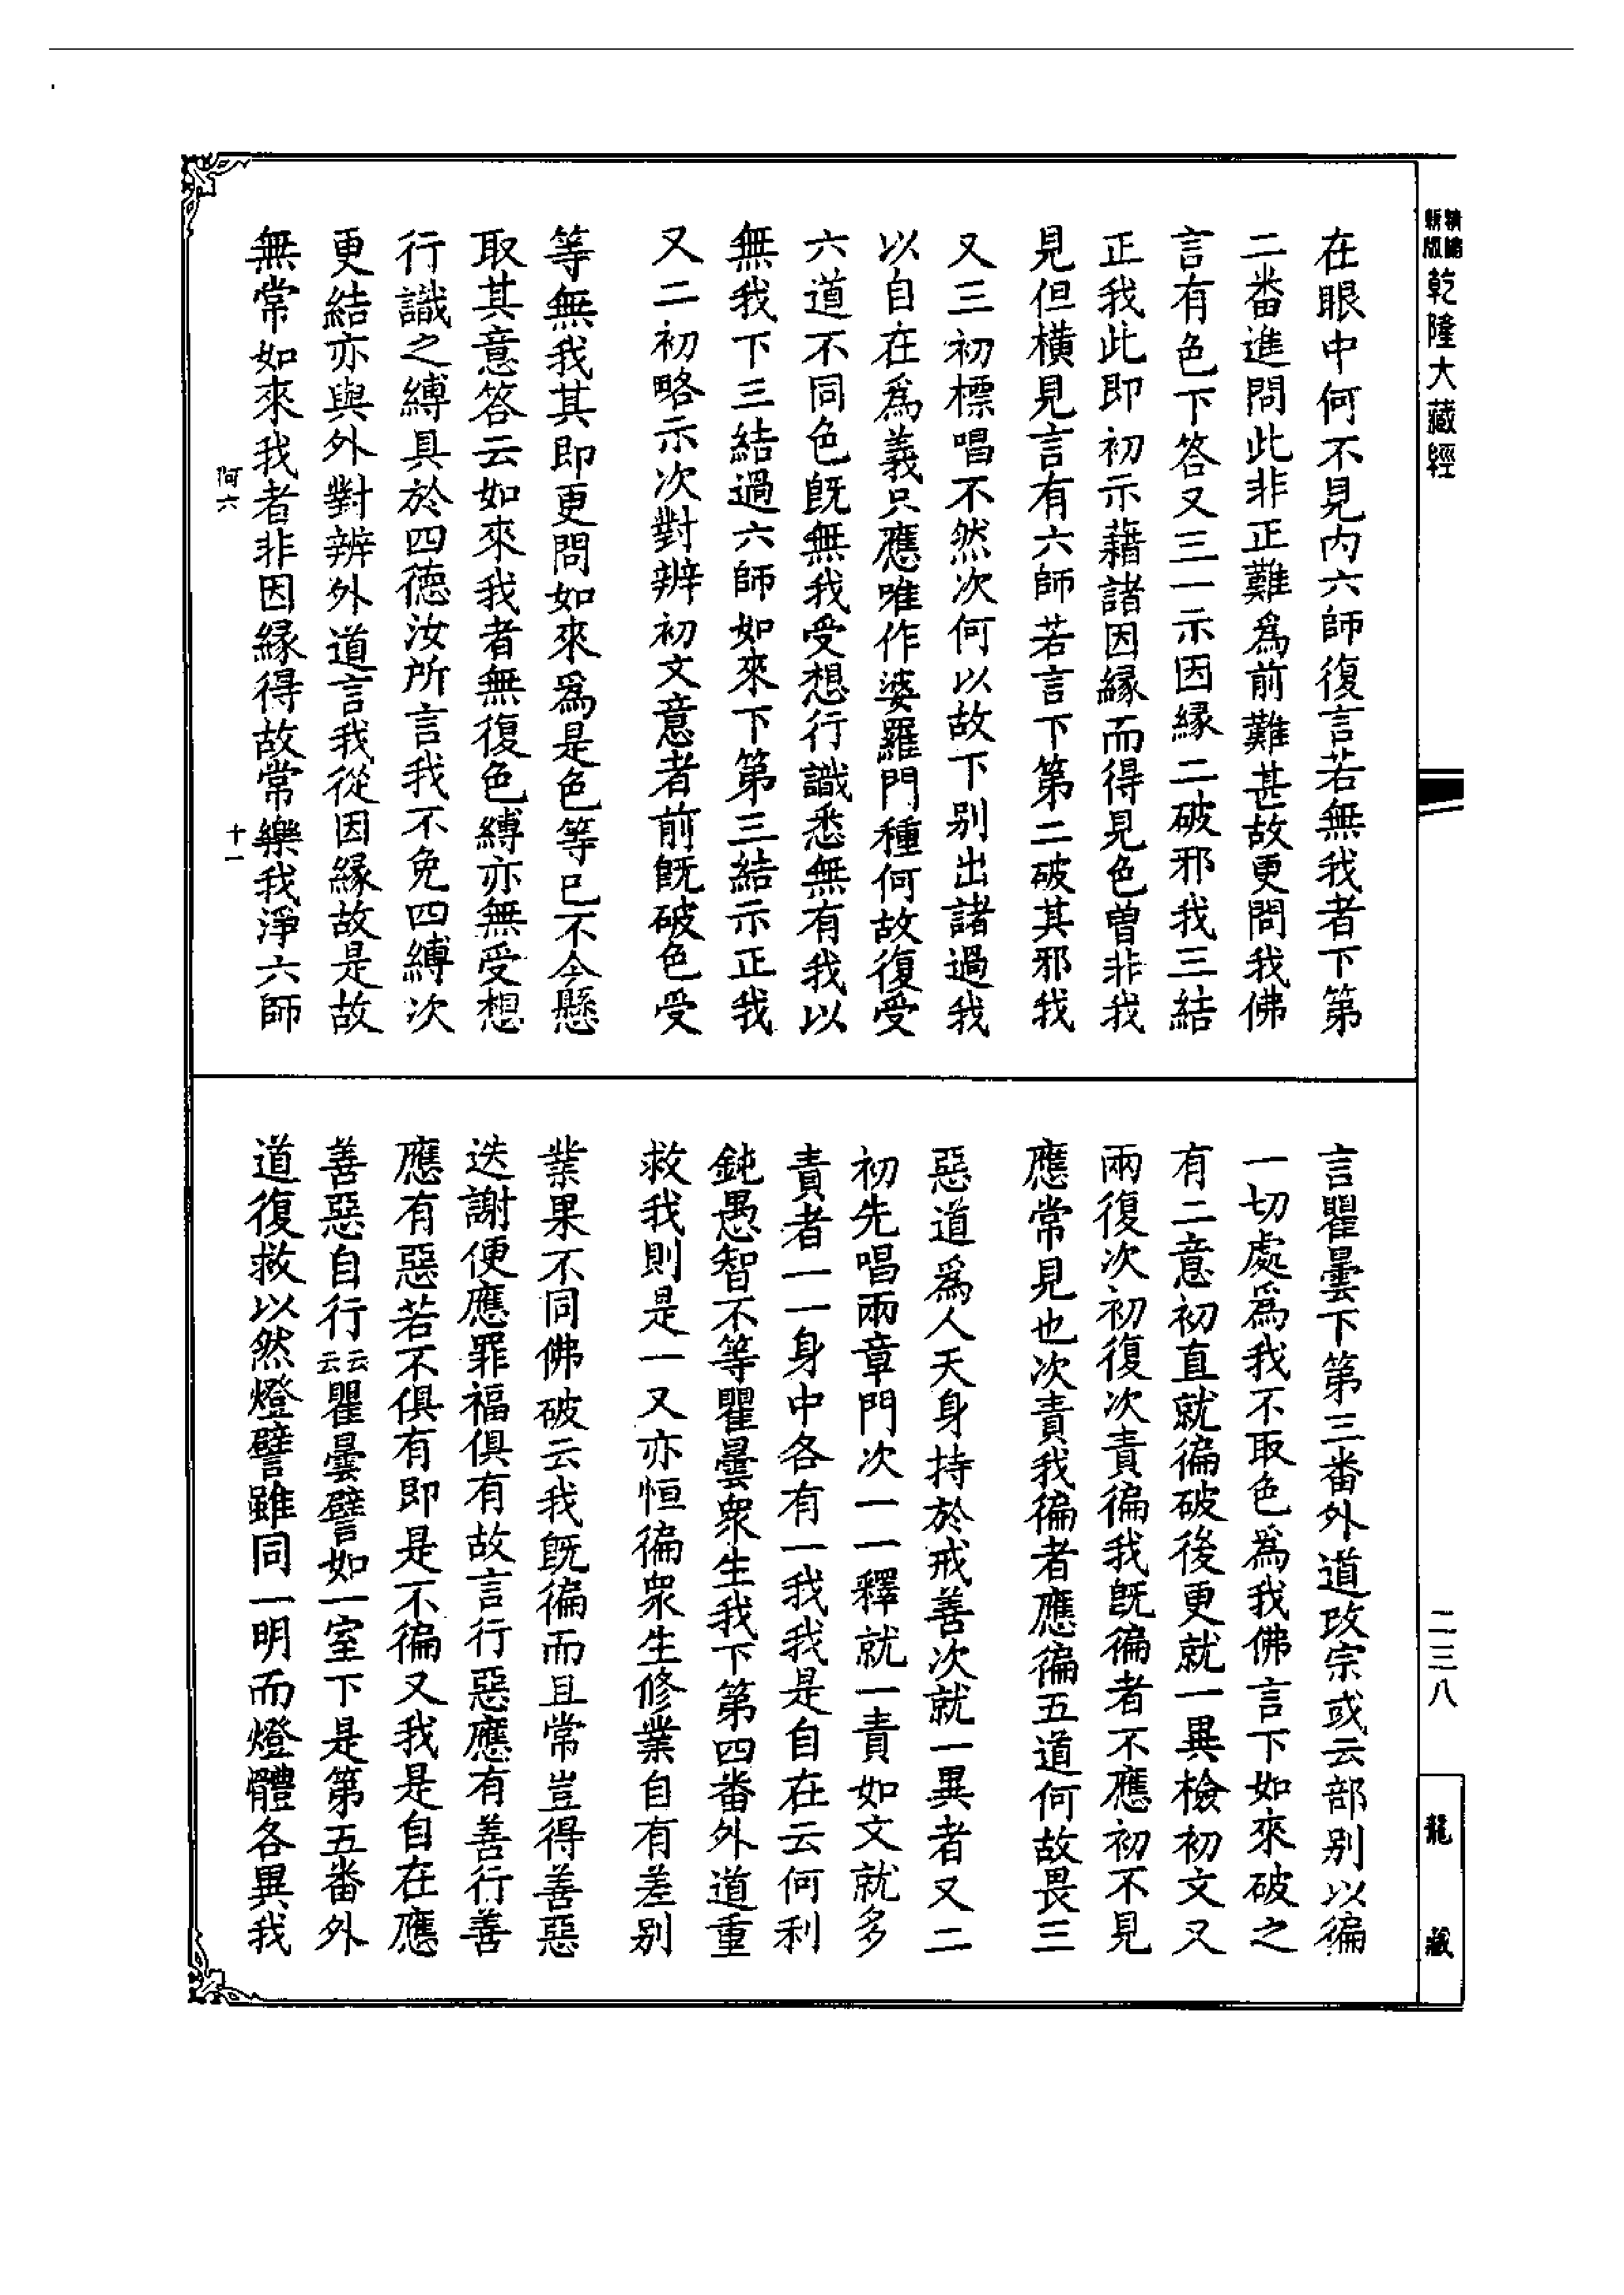 精編
新版
乾隆大藏經
在眼中何不見内六師復言若無我者下第
二番進問此非正難爲前難甚故更問我佛
言有色下答又三一示因緣二破邪我三結
正我此即初示藉諸因緣而得見色曾非我
見但橫見言有六師若言下第二破其邪我
又三初標唱不然次何以故下别出諸過我
以自在爲義只應唯作婆羅門種何故復受
六道不同色既無我受想行識悉無有我以
無我下三結過六師如來下第三結示正我
又二初略示次對辨初文意者前既破色受
等無我其即更問如來爲是色等已不今懸
取其意答云如來我者無復色縛亦無受想
行識之縛具於四德汝所言我不免四縛次
更結亦與外對辨外道言我從因緣故是故
無常如來我者非因緣得故常樂我淨六師
阿六
十一
言瞿曇下第三番外道改宗或云部别以徧
一切處爲我不取色爲我佛言下如來破之
有二意初直就徧破後更就一異檢初文又
兩復次初復次責徧我既徧者不應初不見
應常見也次責我徧者應徧五道何故畏三
惡道爲人天身持於戒善次就一異者又二
初先唱兩章門次一一釋就一責如文就多
責者一一身中各有一我我是自在云何利
鈍愚智不等瞿曇衆生我下第四番外道重
救我則是一又亦恒徧衆生修業自有差别
業果不同佛破云我既徧而且常豈得善惡
迭謝便應罪福俱有故言行惡應有善行善
應有惡若不俱有即是不徧又我是自在應
善惡自行云云瞿曇譬如一室下是第五番外
道復救以然燈譬雖同一明而燈體各異我
二三八
龍藏